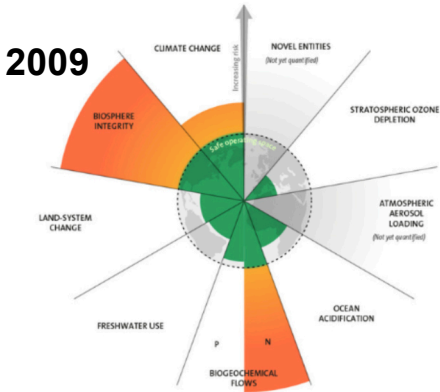 2009
CLIMATE CHANGE
Increasing risk
NOVEL ENTITIES
(Not yet quantified)
BIOSPHERE
INTEGRITY
STRATOSPHERIC OZONE
DEPLETION
Safe operating space
LAND-SYSTEM
CHANGE
ATMOSPHERIC
AEROSOL
LOADING
(Not yet quantified)
FRESHWATER USE
OCEAN
ACIDIFICATION
P
N
BIOGEOCHEMICAL
FLOWS